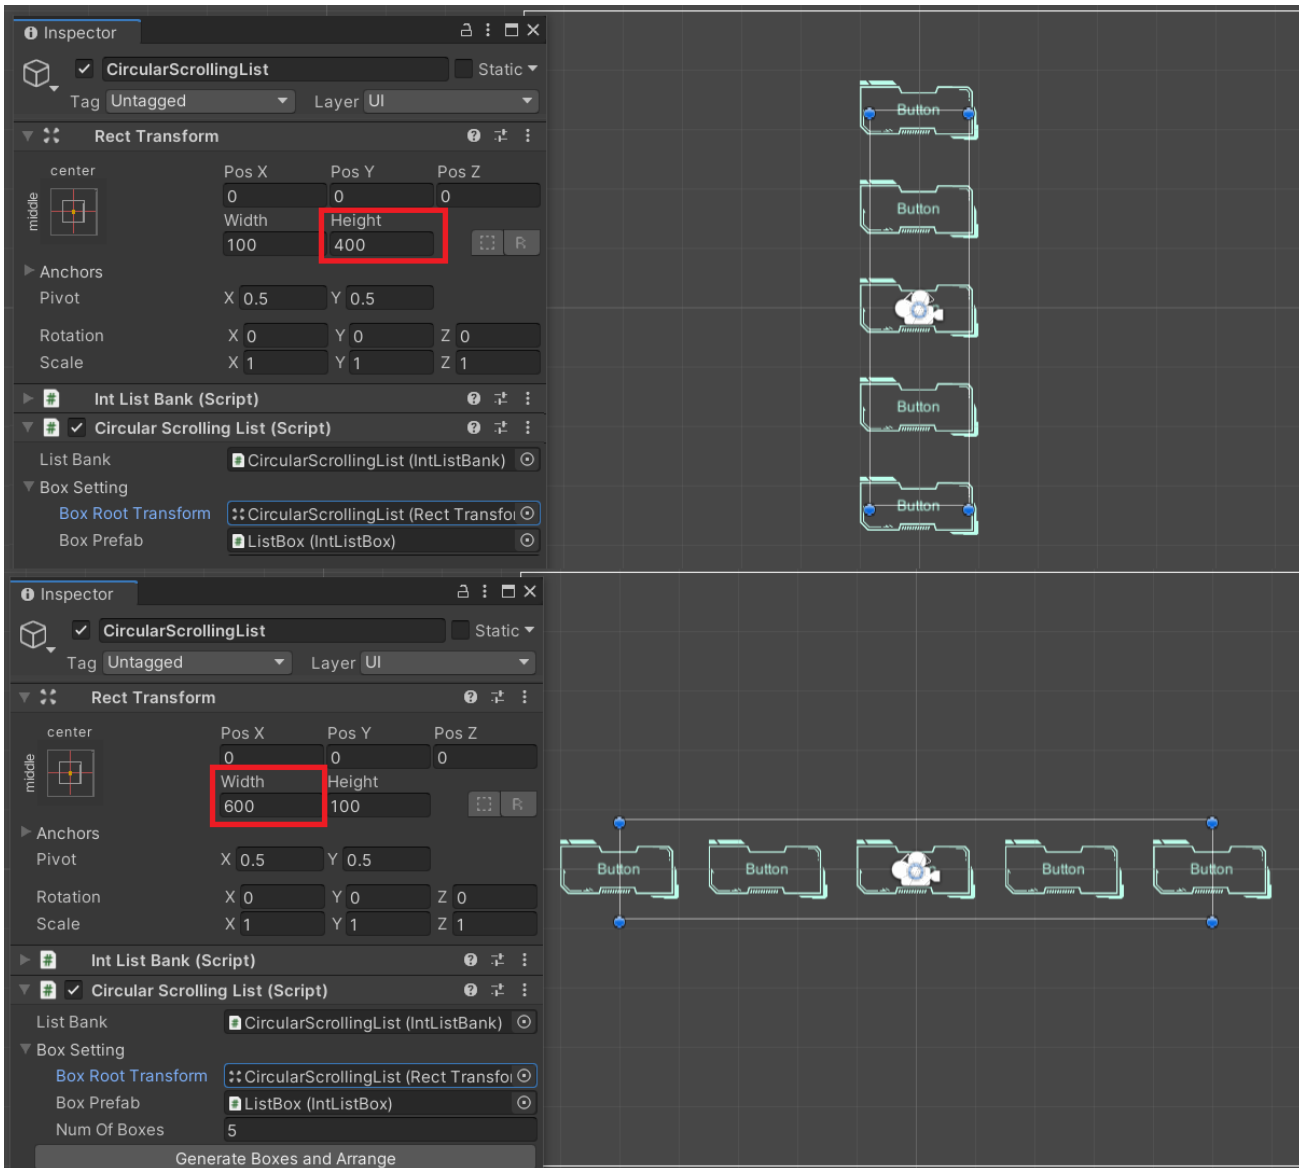 Inspector
CircularScrollingList Static
Tag Untagged Layer UI
Rect Transform
center Pos X Pos Y Pos Z
middle 0 0 0
Width Height
100 400 R
Anchors
Pivot X 0.5 Y 0.5
Rotation X 0 Y 0 Z 0
Scale X 1 Y 1 Z 1
# Int List Bank (Script)
# Circular Scrolling List (Script)
List Bank CircularScrollingList (IntListBank)
Box Setting
Box Root Transform CircularScrollingList (Rect Transfo
Box Prefab ListBox (IntListBox)
Button
Button
Button
Button
Inspector
CircularScrollingList Static
Tag Untagged Layer UI
Rect Transform
center Pos X Pos Y Pos Z
middle 0 0 0
Width Height
600 100 R
Anchors
Pivot X 0.5 Y 0.5
Rotation X 0 Y 0 Z 0
Scale X 1 Y 1 Z 1
# Int List Bank (Script)
# Circular Scrolling List (Script)
List Bank CircularScrollingList (IntListBank)
Box Setting
Box Root Transform CircularScrollingList (Rect Transfo
Box Prefab ListBox (IntListBox)
Num Of Boxes 5
Generate Boxes and Arrange
Button Button Button Button